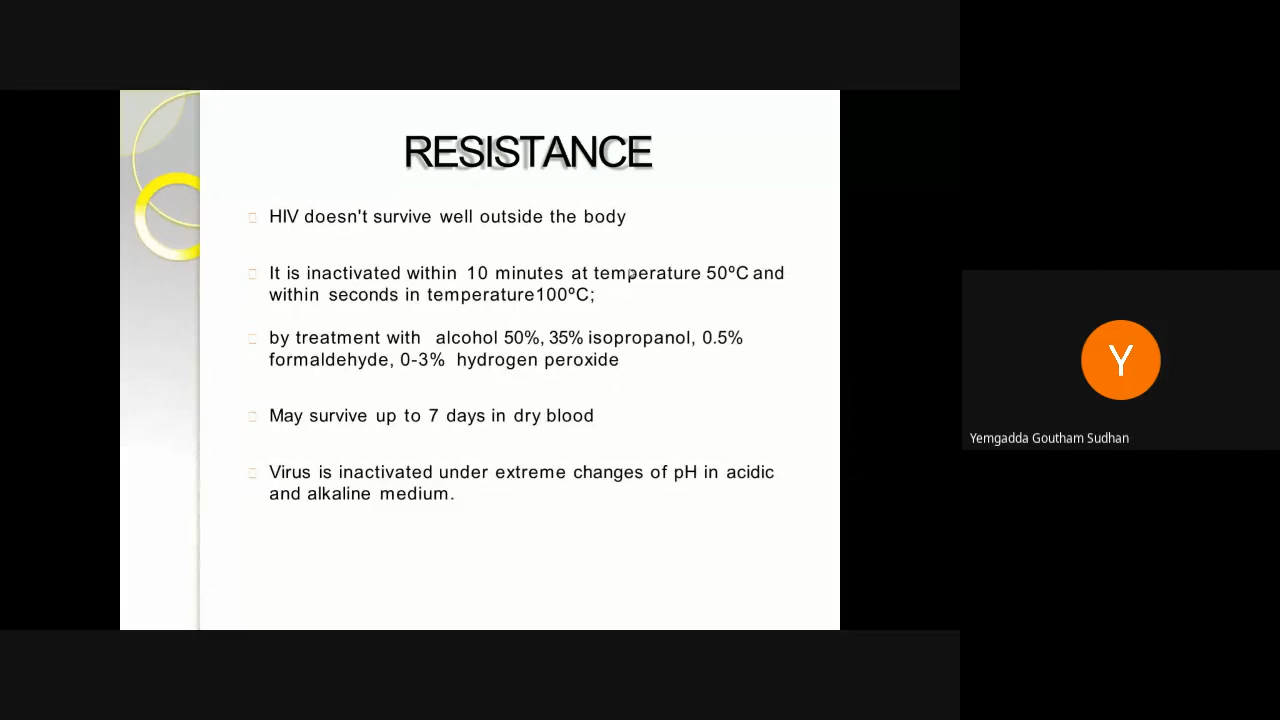 RESISTANCE
HIV doesn't survive well outside the body
It is inactivated within 10 minutes at temperature 50ºC and
within seconds in temperature100ºC;
by treatment with alcohol 50%, 35% isopropanol, 0.5%
formaldehyde, 0-3% hydrogen peroxide
May survive up to 7 days in dry blood
Virus is inactivated under extreme changes of pH in acidic
and alkaline medium.
Y
Yemgadda Goutham Sudhan